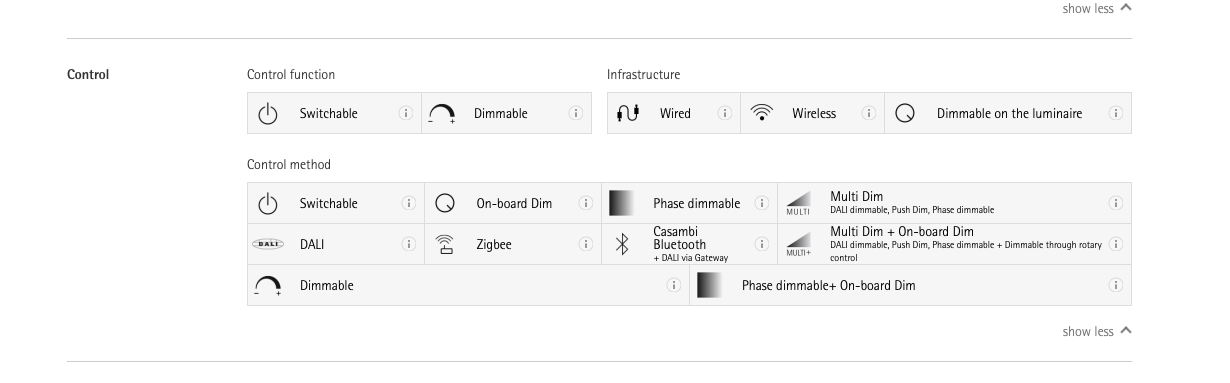 show less
Control
Control function
Infrastructure
Switchable
Dimmable
Wired
Wireless
Dimmable on the luminaire
Control method
Switchable
On-board Dim
Phase dimmable
MULTI
Multi Dim
DALI dimmable, Push Dim, Phase dimmable
DALI
DALI
Zigbee
Casambi
Bluetooth
+ DALI via Gateway
MULTI+
Multi Dim + On-board Dim
DALI dimmable, Push Dim, Phase dimmable + Dimmable through rotary
control
Dimmable
Phase dimmable+ On-board Dim
show less